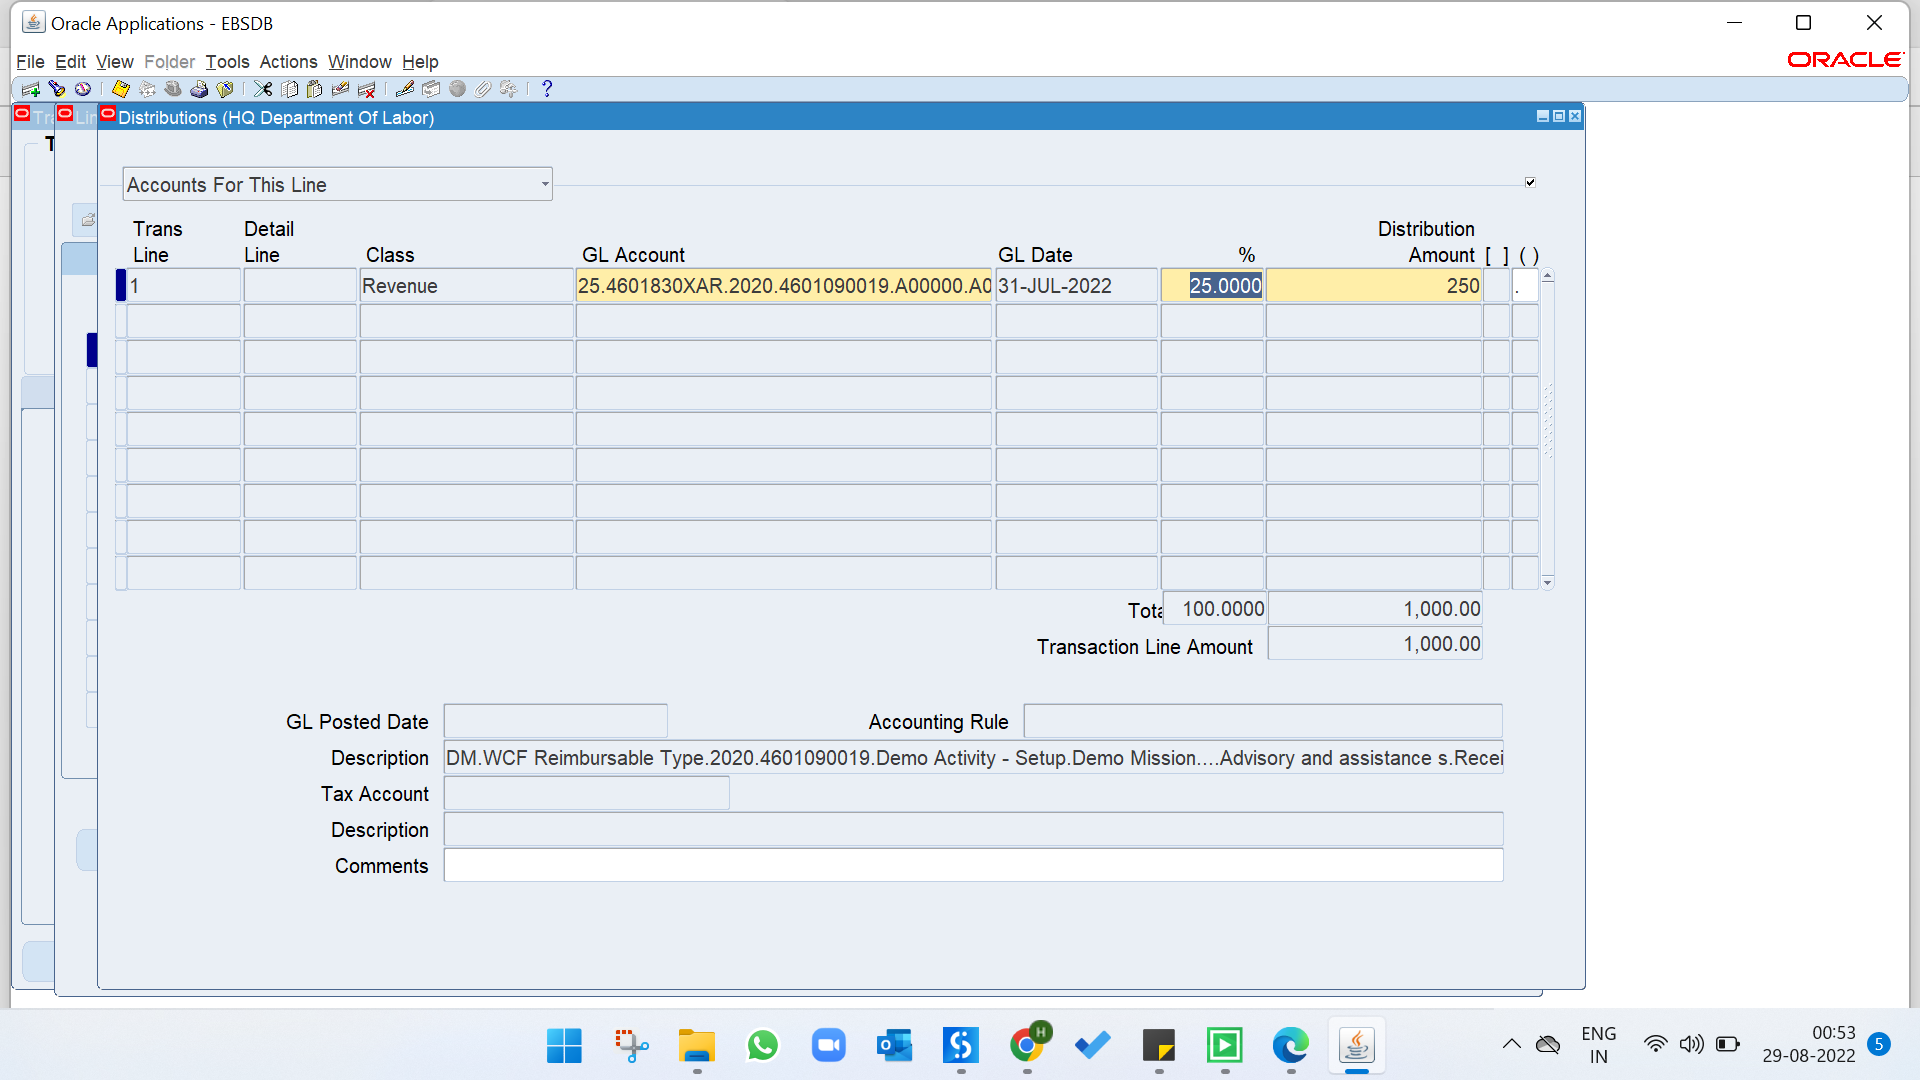 Oracle Applications - EBSDB
File Edit View Folder Tools Actions Window Help
ORACLE
Distributions (HQ Department Of Labor)
Accounts For This Line
Trans Line
Detail Line
Class
GL Account
GL Date
%
Distribution Amount
[ ]
( )
1 Revenue 25.4601830XAR.2020.4601090019.A00000.A0 31-JUL-2022 25.0000 250 .
Tota 100.0000 1,000.00
Transaction Line Amount 1,000.00
GL Posted Date
Accounting Rule
Description DM.WCF Reimbursable Type.2020.4601090019.Demo Activity - Setup.Demo Mission....Advisory and assistance s.Recei
Tax Account
Description
Comments
H
ENG
IN
00:53
29-08-2022
5